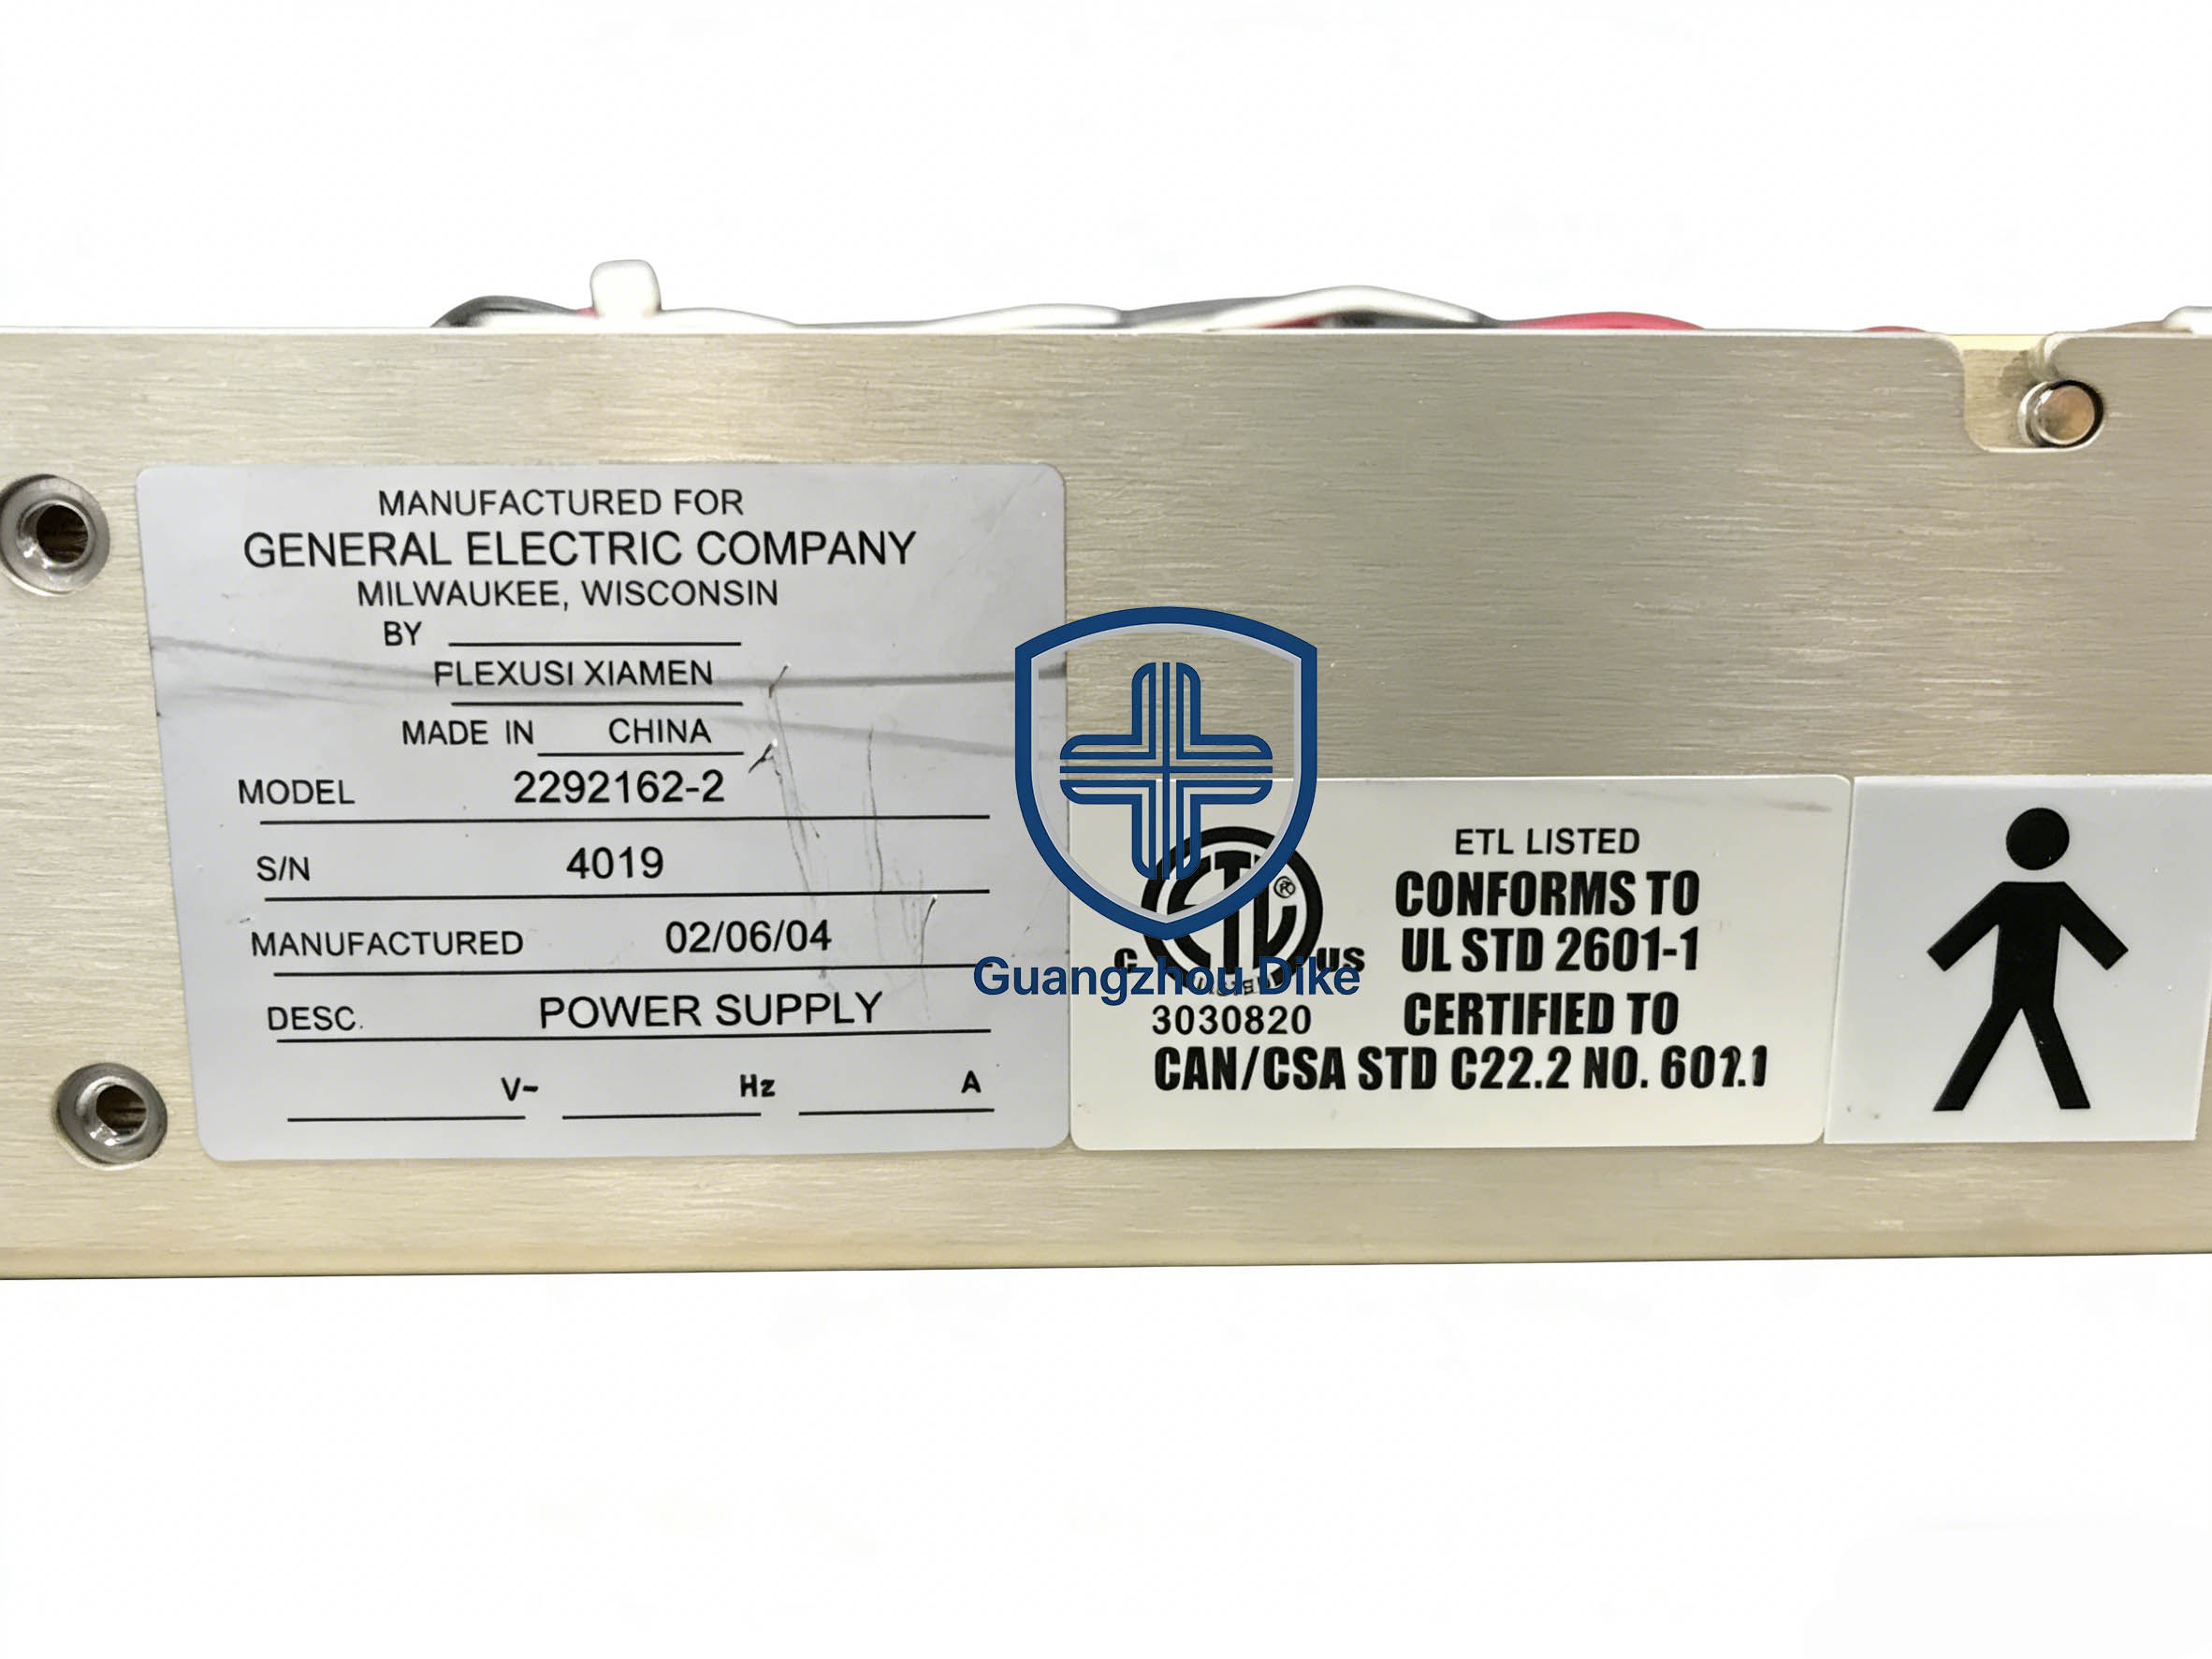 MANUFACTURED FOR
GENERAL ELECTRIC COMPANY
MILWAUKEE, WISCONSIN
BY
FLEXUSI XIAMEN
MADE IN CHINA
MODEL 2292162-2
S/N 4019
MANUFACTURED 02/06/04
DESC. POWER SUPPLY
V~ Hz A
ETL LISTED
CONFORMS TO
UL STD 2601-1
CERTIFIED TO
CAN/CSA STD C22.2 NO.
ETL ®
C US
3030820
Guangzhou Dike